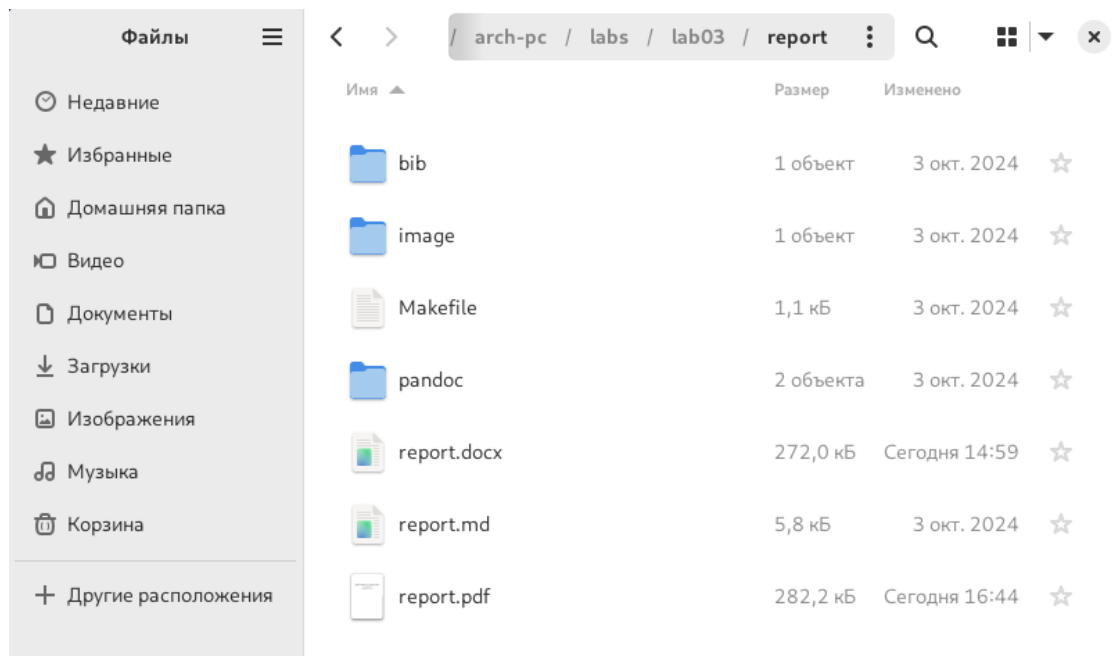 Файлы
/ arch-pc / labs / lab03 / report
Недавние
Избранные
Домашняя папка
Видео
Документы
Загрузки
Изображения
Музыка
Корзина
Другие расположения
Имя Размер Изменено
bib 1 объект 3 окт. 2024
image 1 объект 3 окт. 2024
Makefile 1,1 кБ 3 окт. 2024
pandoc 2 объекта 3 окт. 2024
report.docx 272,0 кБ Сегодня 14:59
report.md 5,8 кБ 3 окт. 2024
report.pdf 282,2 кБ Сегодня 16:44